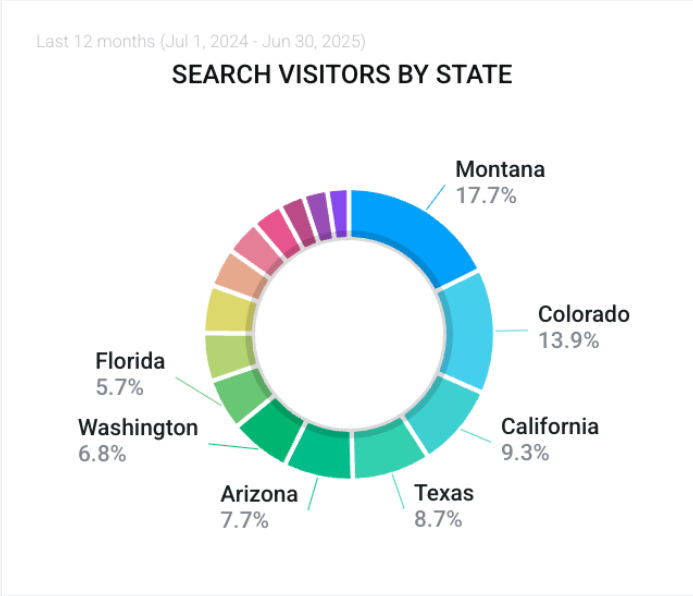 Last 12 months (Jul 1, 2024 - Jun 30, 2025)
SEARCH VISITORS BY STATE
Montana
17.7%
Colorado
13.9%
California
9.3%
Texas
8.7%
Arizona
7.7%
Washington
6.8%
Florida
5.7%